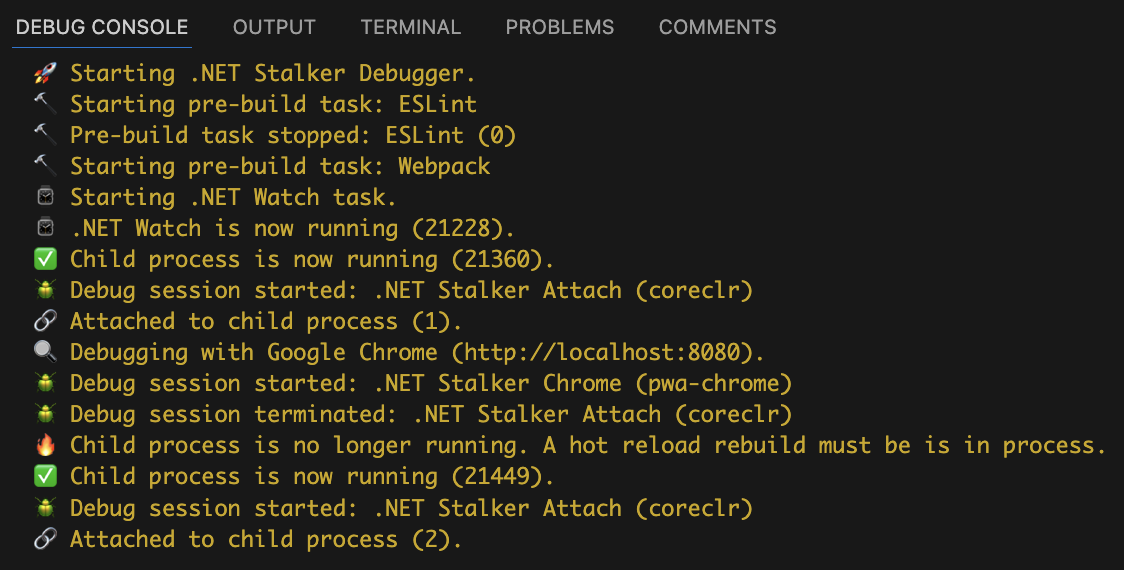 DEBUG CONSOLE OUTPUT TERMINAL PROBLEMS COMMENTS
🚀 Starting .NET Stalker Debugger.
🔨 Starting pre-build task: ESLint
🔨 Pre-build task stopped: ESLint (0)
🔨 Starting pre-build task: Webpack
⌚ Starting .NET Watch task.
⌚ .NET Watch is now running (21228).
✅ Child process is now running (21360).
🪲 Debug session started: .NET Stalker Attach (coreclr)
🔗 Attached to child process (1).
🔍 Debugging with Google Chrome (http://localhost:8080).
🪲 Debug session started: .NET Stalker Chrome (pwa-chrome)
🪲 Debug session terminated: .NET Stalker Attach (coreclr)
🔥 Child process is no longer running. A hot reload rebuild must be is in process.
✅ Child process is now running (21449).
🪲 Debug session started: .NET Stalker Attach (coreclr)
🔗 Attached to child process (2).